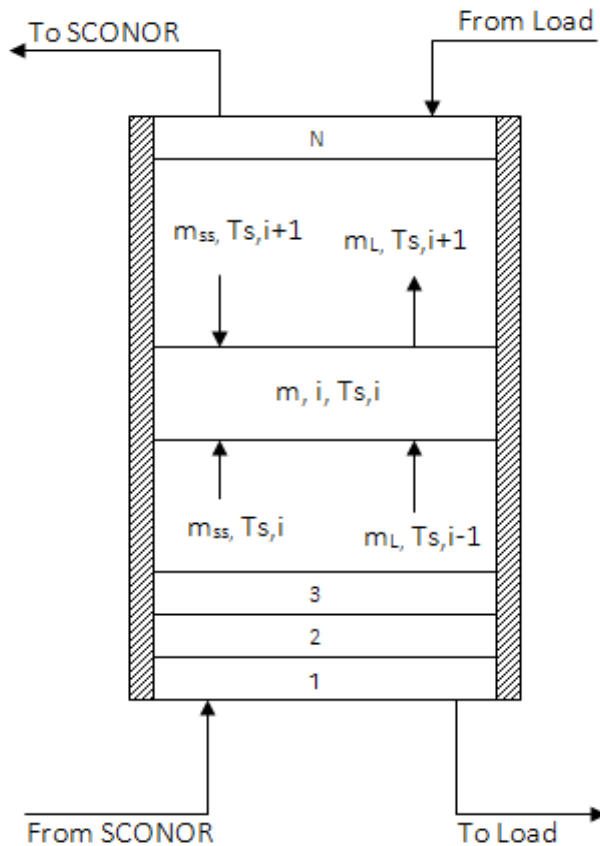 To SCONOR
From Load
N
mss, Ts,i+1
mL, Ts,i+1
m, i, Ts,i
mss, Ts,i
mL, Ts,i-1
3
2
1
From SCONOR
To Load